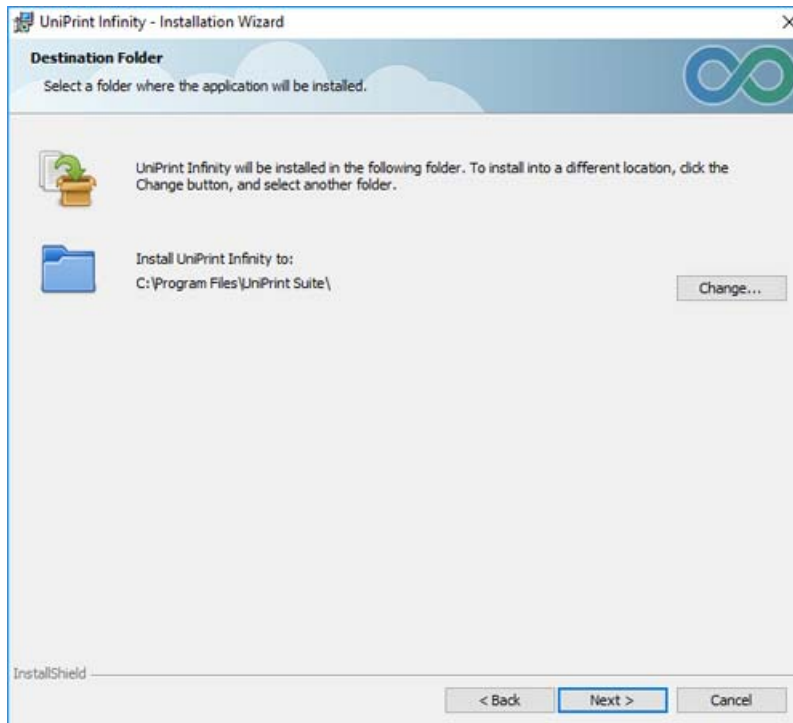 UniPrint Infinity - Installation Wizard
Destination Folder
Select a folder where the application will be installed.
UniPrint Infinity will be installed in the following folder. To install into a different location, click the
Change button, and select another folder.
Install UniPrint Infinity to:
C:\Program Files\UniPrint Suite\
Change...
InstallShield
< Back
Next >
Cancel